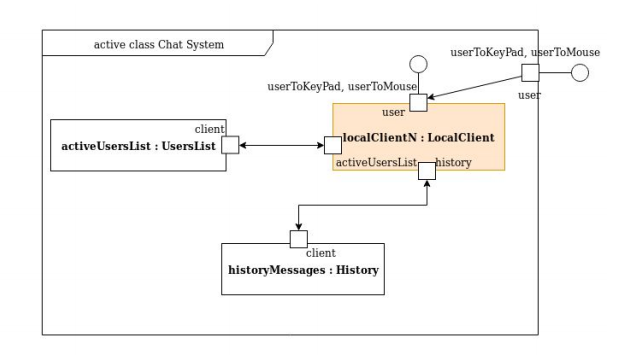 active class Chat System
userToKeyPad, userToMouse
userToKeyPad, userToMouse
user
user
client
activeUsersList : UsersList
localClientN : LocalClient
activeUsersList
history
client
historyMessages : History